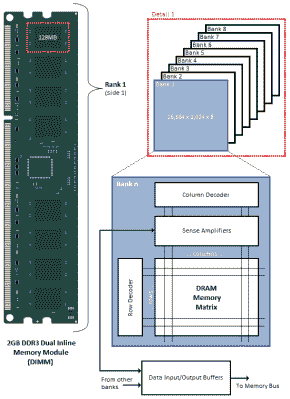 128MB
Rank 1
(side 1)
2GB DDR3 Dual Inline
Memory Module
(DIMM)
Detail 1
Bank 8
Bank 7
Bank 6
Bank 5
Bank 4
Bank 3
Bank 2
Bank 1
16,384 x 1,024 x 8
Bank n
Column Decoder
Sense Amplifiers
... columns ...
Row Decoder
rows
DRAM
Memory
Matrix
Data Input/Output Buffers
From other
banks
To Memory Bus